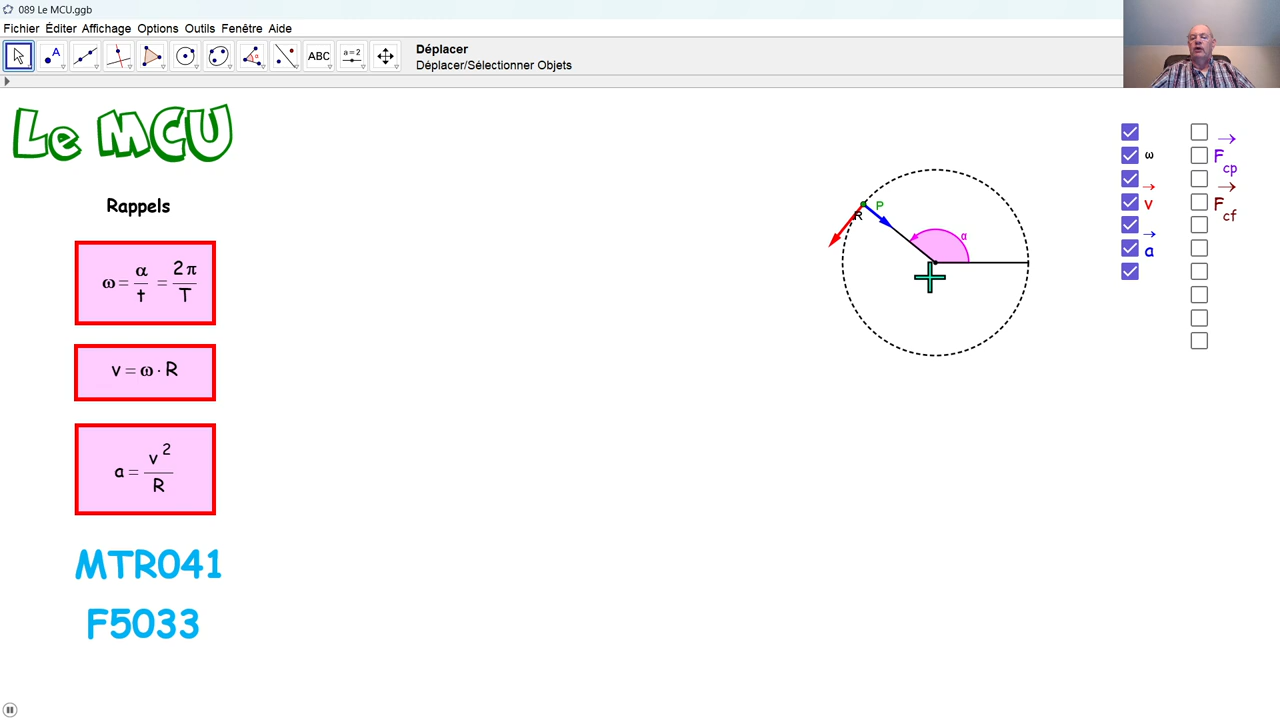 089 Le MCU.ggb
Fichier Éditer Affichage Options Outils Fenêtre Aide
A
α
ABC
a=2
Déplacer
Déplacer/Sélectionner Objets
Le MCU
Rappels
ω = α/t = 2π/T
v = ω · R
a = v²/R
MTR041
F5033
P
R
α
ω
v
a
F cp
F cf